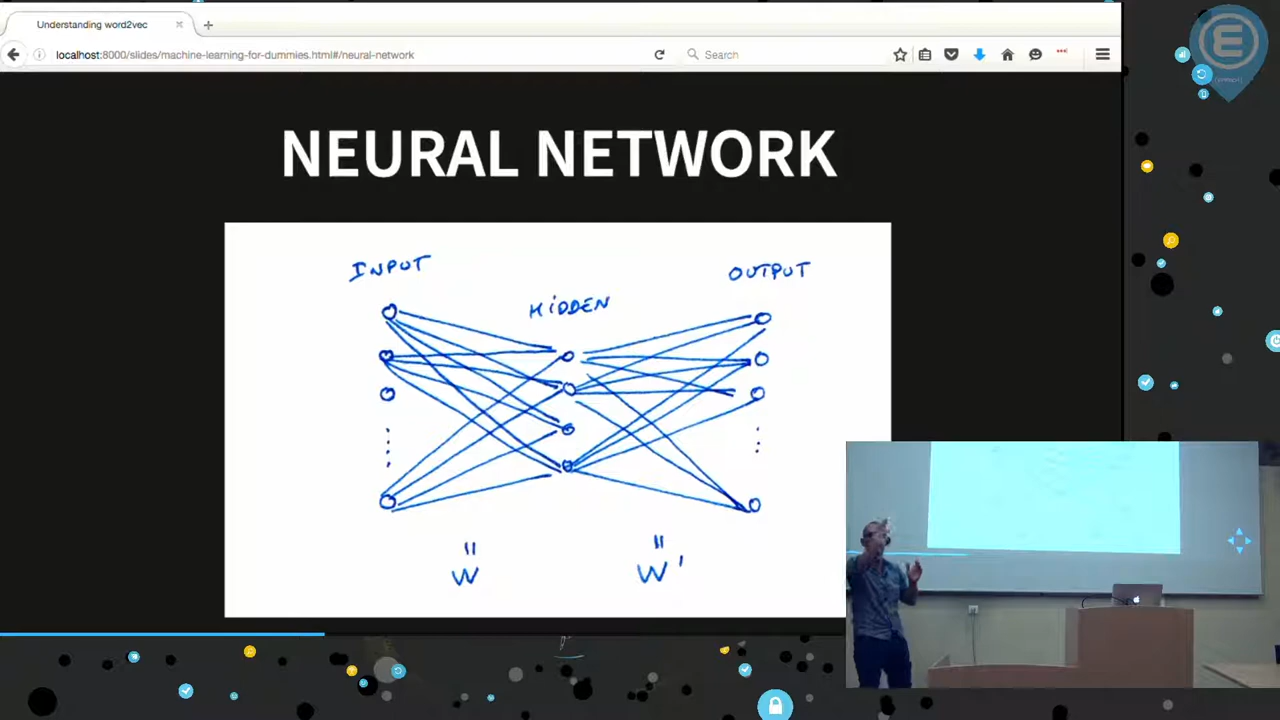 Understanding word2vec
localhost:8000/slides/machine-learning-for-dummies.html#/neural-network
Search
NEURAL NETWORK
INPUT
OUTPUT
HIDDEN
W
W'
E